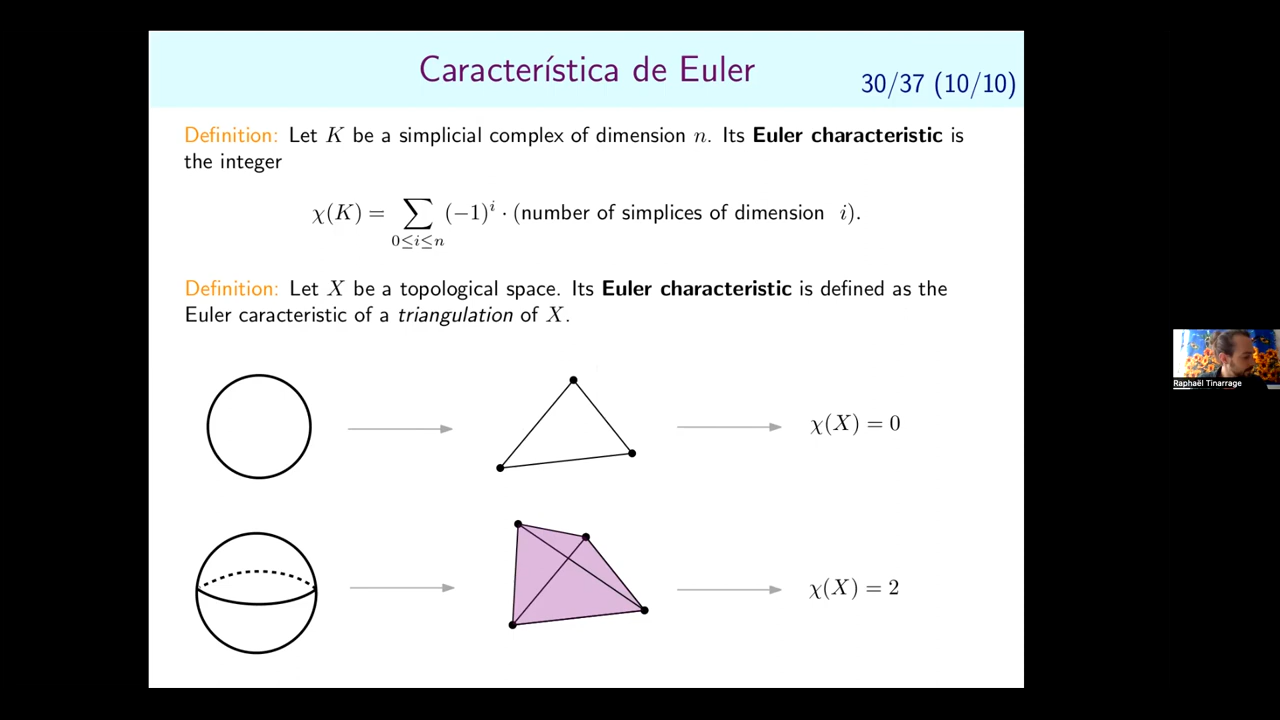 Característica de Euler
30/37 (10/10)
Definition: Let K be a simplicial complex of dimension n. Its Euler characteristic is
the integer
χ(K) = ∑ (−1)^i · (number of simplices of dimension i).
0≤i≤n
Definition: Let X be a topological space. Its Euler characteristic is defined as the
Euler caracteristic of a triangulation of X.
χ(X) = 0
χ(X) = 2
Raphaël Tinarrage